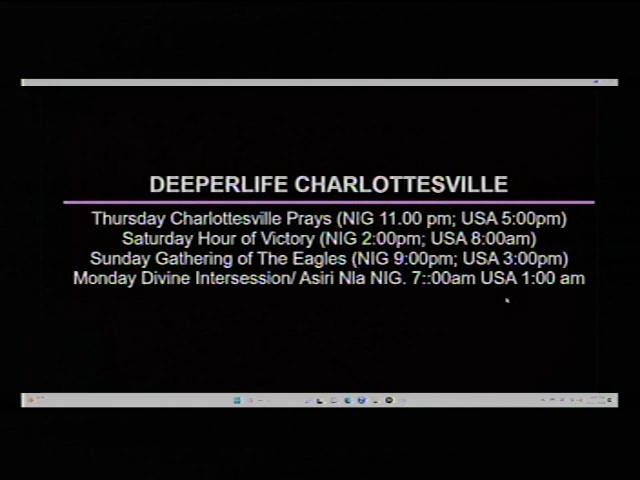 DEEPERLIFE CHARLOTTESVILLE
Thursday Charlottesville Prays (NIG 11.00 pm; USA 5:00pm)
Saturday Hour of Victory (NIG 2:00pm; USA 8:00am)
Sunday Gathering of The Eagles (NIG 9:00pm; USA 3:00pm)
Monday Divine Intersession/ Asiri Nla NIG. 7::00am USA 1:00 am